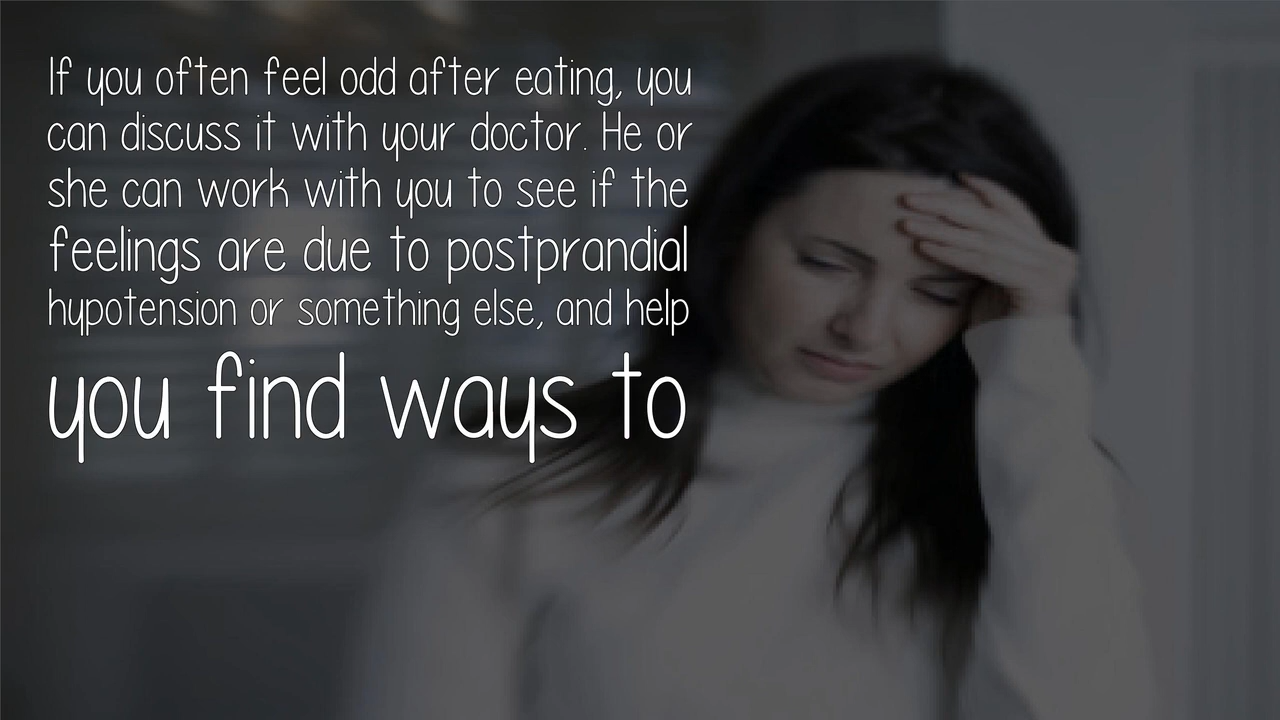 If you often feel odd after eating, you
can discuss it with your doctor. He or
she can work with you to see if the
feelings are due to postprandial
hypotension or something else, and help
you find ways to